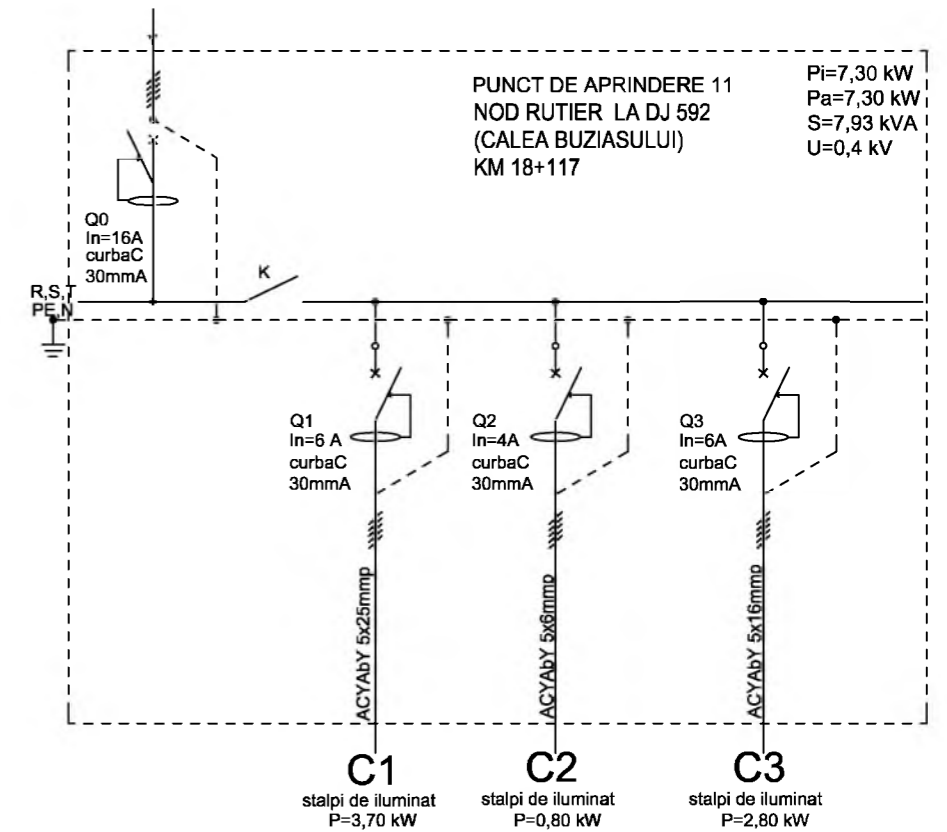 PUNCT DE APRINDERE 11
NOD RUTIER LA DJ 592
(CALEA BUZIASULUI)
KM 18+117
Pi=7,30 kW
Pa=7,30 kW
S=7,93 kVA
U=0,4 kV
Q0
In=16A
curbaC
30mmA
K
R,S,T
PE,N
Q1
In=6 A
curbaC
30mmA
Q2
In=4A
curbaC
30mmA
Q3
In=6A
curbaC
30mmA
ACYAbY 5x25mmp
ACYAbY 5x6mmp
ACYAbY 5x16mmp
C1
stalpi de iluminat
P=3,70 kW
C2
stalpi de iluminat
P=0,80 kW
C3
stalpi de iluminat
P=2,80 kW